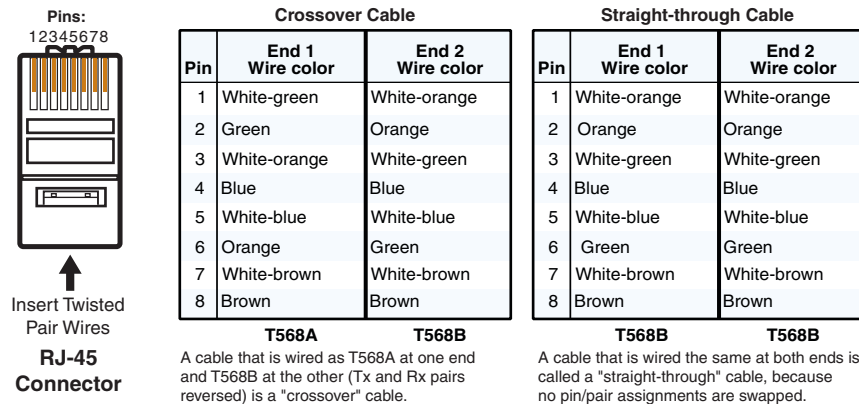 Pins:
12345678
Insert Twisted
Pair Wires
RJ-45
Connector
Crossover Cable
Pin End 1 Wire color End 2 Wire color
1 White-green White-orange
2 Green Orange
3 White-orange White-green
4 Blue Blue
5 White-blue White-blue
6 Orange Green
7 White-brown White-brown
8 Brown Brown
T568A T568B
A cable that is wired as T568A at one end
and T568B at the other (Tx and Rx pairs
reversed) is a "crossover" cable.
Straight-through Cable
Pin End 1 Wire color End 2 Wire color
1 White-orange White-orange
2 Orange Orange
3 White-green White-green
4 Blue Blue
5 White-blue White-blue
6 Green Green
7 White-brown White-brown
8 Brown Brown
T568B T568B
A cable that is wired the same at both ends is
called a "straight-through" cable, because
no pin/pair assignments are swapped.